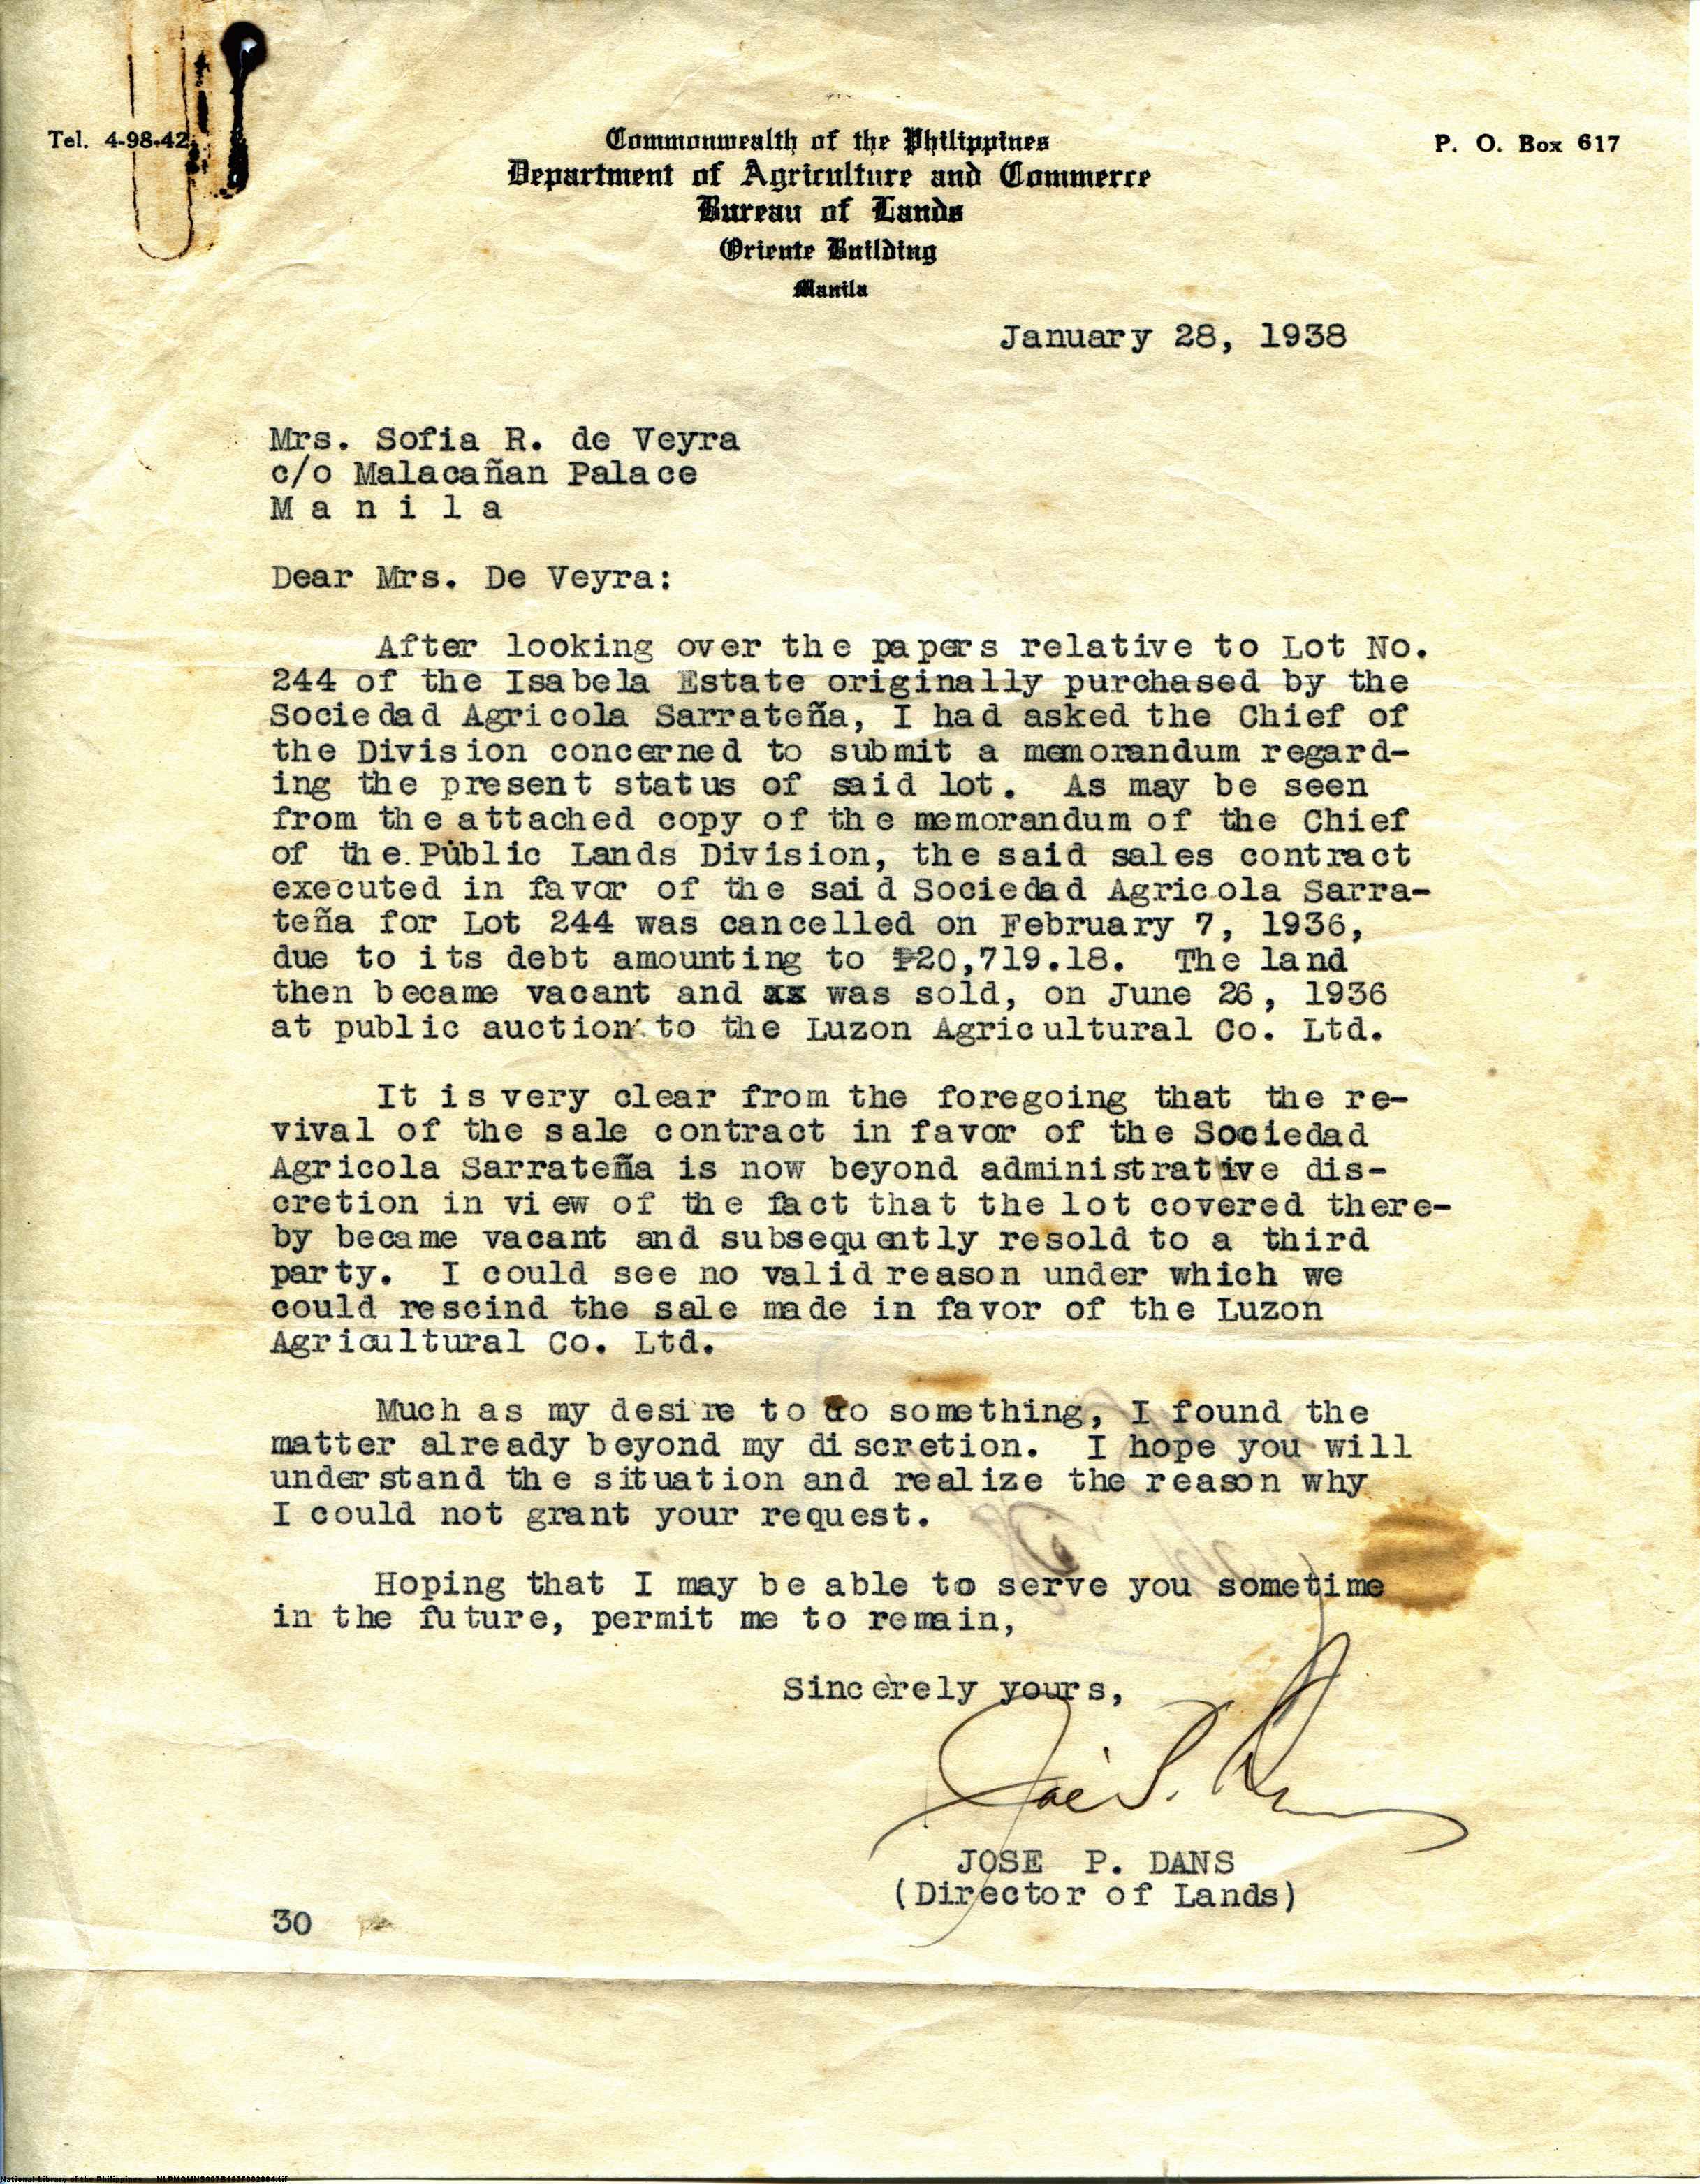 Tel. 4-98-42
Commonwealth of the Philippines
P. O. Box 617
Department of Agriculture and Commerce
Bureau of Lands
Oriente Building
Manila
January 28, 1938
Mrs. Sofia R. de Veyra
c/o Malacañan Palace
M a n i l a
Dear Mrs. De Veyra:
After looking over the papers relative to Lot No.
244 of the Isabela Estate originally purchased by the
Sociedad Agricola Sarrateña, I had asked the Chief of
the Division concerned to submit a memorandum regard-
ing the present status of said lot. As may be seen
from the attached copy of the memorandum of the Chief
of the Public Lands Division, the said sales contract
executed in favor of the said Sociedad Agricola Sarra-
teña for Lot 244 was cancelled on February 7, 1936,
due to its debt amounting to ₱20,719.18. The land
then became vacant and xx was sold, on June 26, 1936
at public auction to the Luzon Agricultural Co. Ltd.
It is very clear from the foregoing that the re-
vival of the sale contract in favor of the Sociedad
Agricola Sarrateña is now beyond administrative dis-
cretion in view of the fact that the lot covered there-
by became vacant and subsequently resold to a third
party. I could see no valid reason under which we
could rescind the sale made in favor of the Luzon
Agricultural Co. Ltd.
Much as my desire to do something, I found the
matter already beyond my discretion. I hope you will
understand the situation and realize the reason why
I could not grant your request.
Hoping that I may be able to serve you sometime
in the future, permit me to remain,
Sincerely yours,
Jose P. Dans
JOSE P. DANS
(Director of Lands)
30
National Library of the Philippines